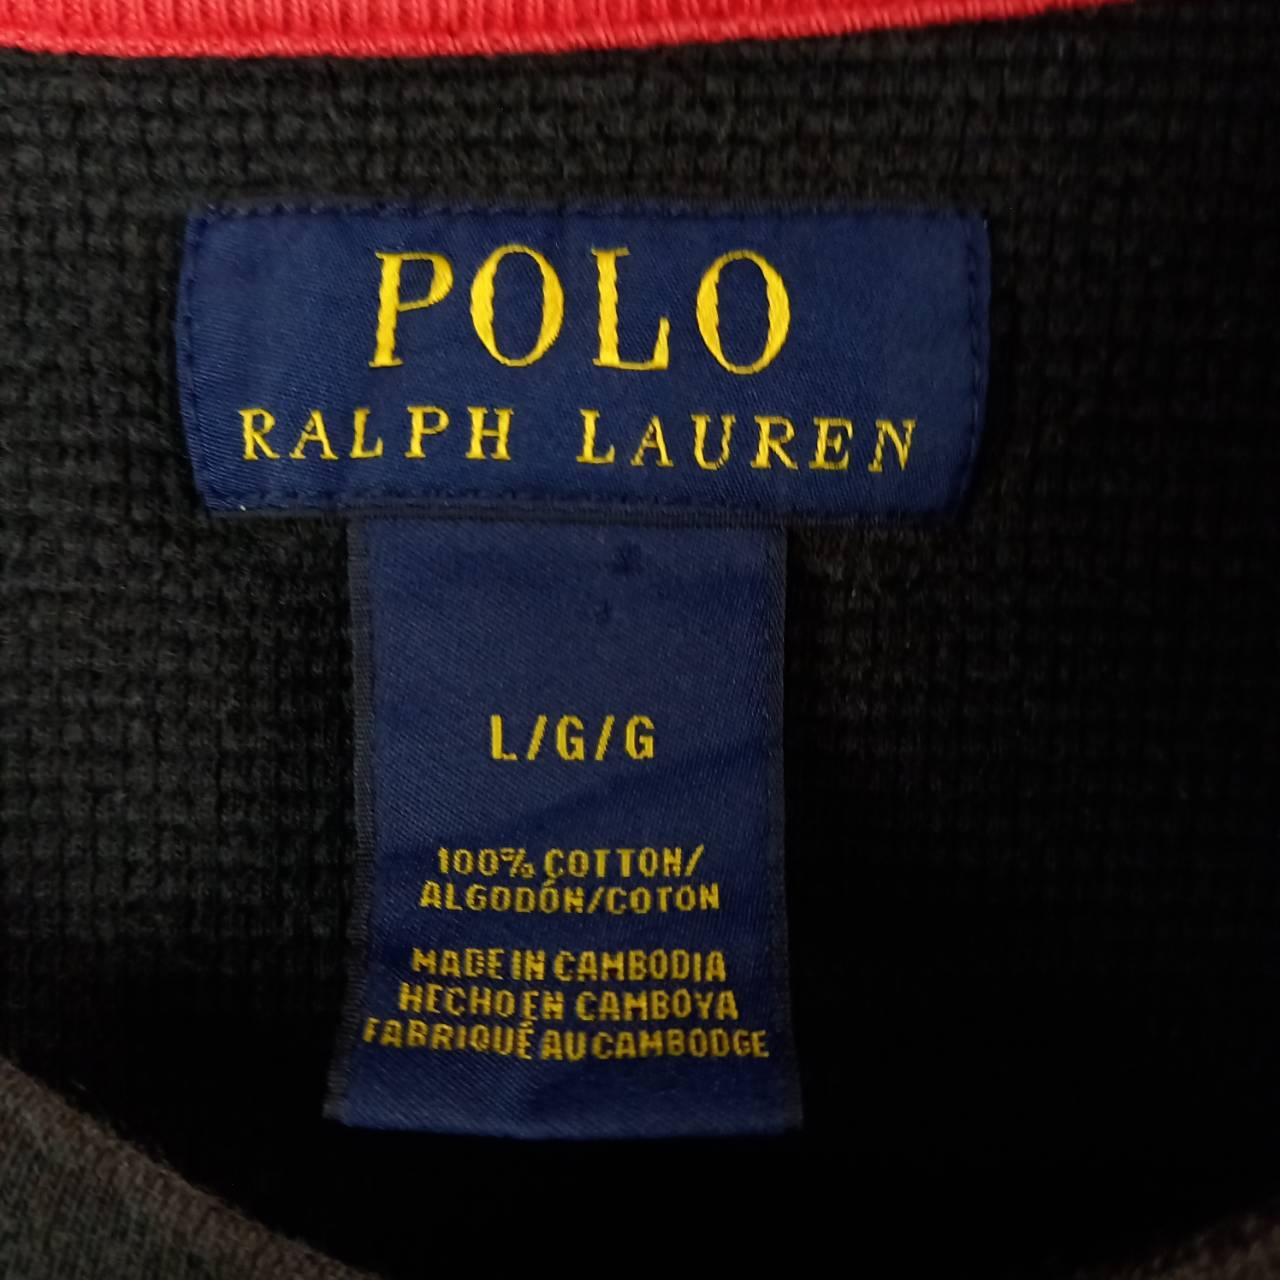 POLO
RALPH LAUREN
L/G/G
100% COTTON/
ALGODÓN/COTON
MADE IN CAMBODIA
HECHO EN CAMBOYA
FABRIQUÉ AU CAMBODGE